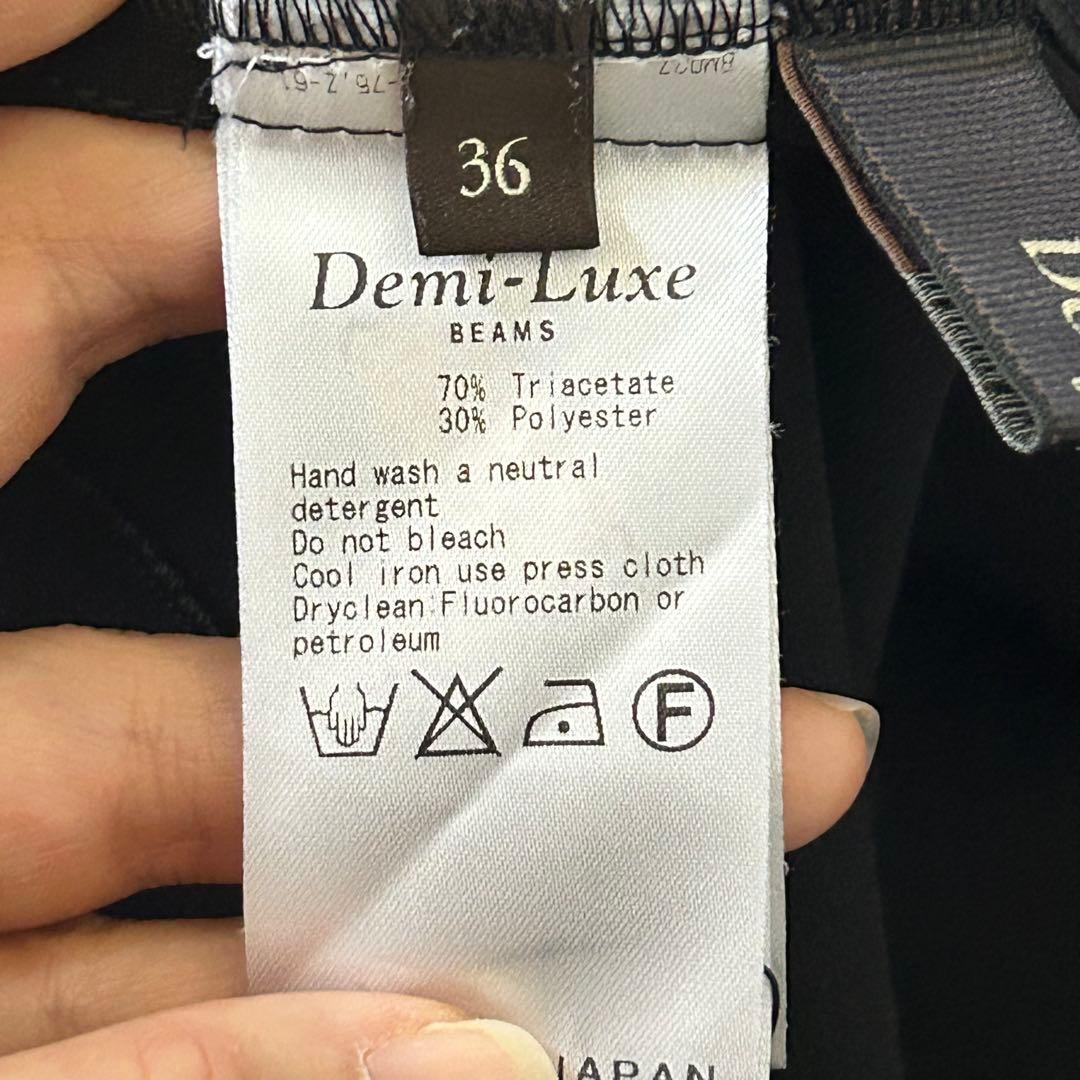 36
Demi-Luxe
BEAMS
70% Triacetate
30% Polyester
Hand wash a neutral
detergent
Do not bleach
Cool iron use press cloth
Dryclean:Fluorocarbon or
petroleum
F
JAPAN